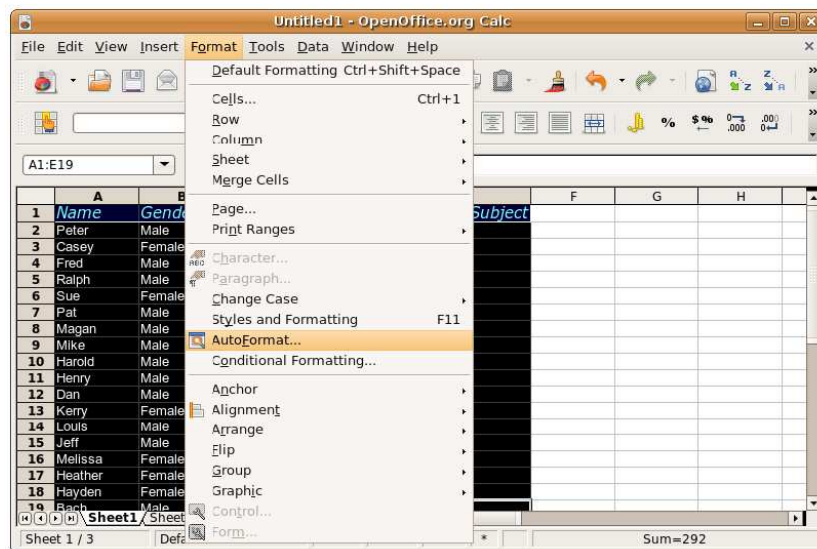 Untitled1 - OpenOffice.org Calc
File Edit View Insert Format Tools Data Window Help
Default Formatting Ctrl+Shift+Space
Cells... Ctrl+1
Row
Column
Sheet
Merge Cells
Page...
Print Ranges
Character...
Paragraph...
Change Case
Styles and Formatting F11
AutoFormat...
Conditional Formatting...
Anchor
Alignment
Arrange
Flip
Group
Graphic
Control...
Form...
A1:E19
A F G H
1 Name Subject
2 Peter Male
3 Casey Female
4 Fred Male
5 Ralph Male
6 Sue Female
7 Pat Male
8 Magan Male
9 Mike Male
10 Harold Male
11 Henry Male
12 Dan Male
13 Kerry Female
14 Louis Male
15 Jeff Male
16 Melissa Female
17 Heather Female
18 Hayden Female
19 Bach Male
Sheet1 Sheet
Sheet 1 / 3 Defa * Sum=292